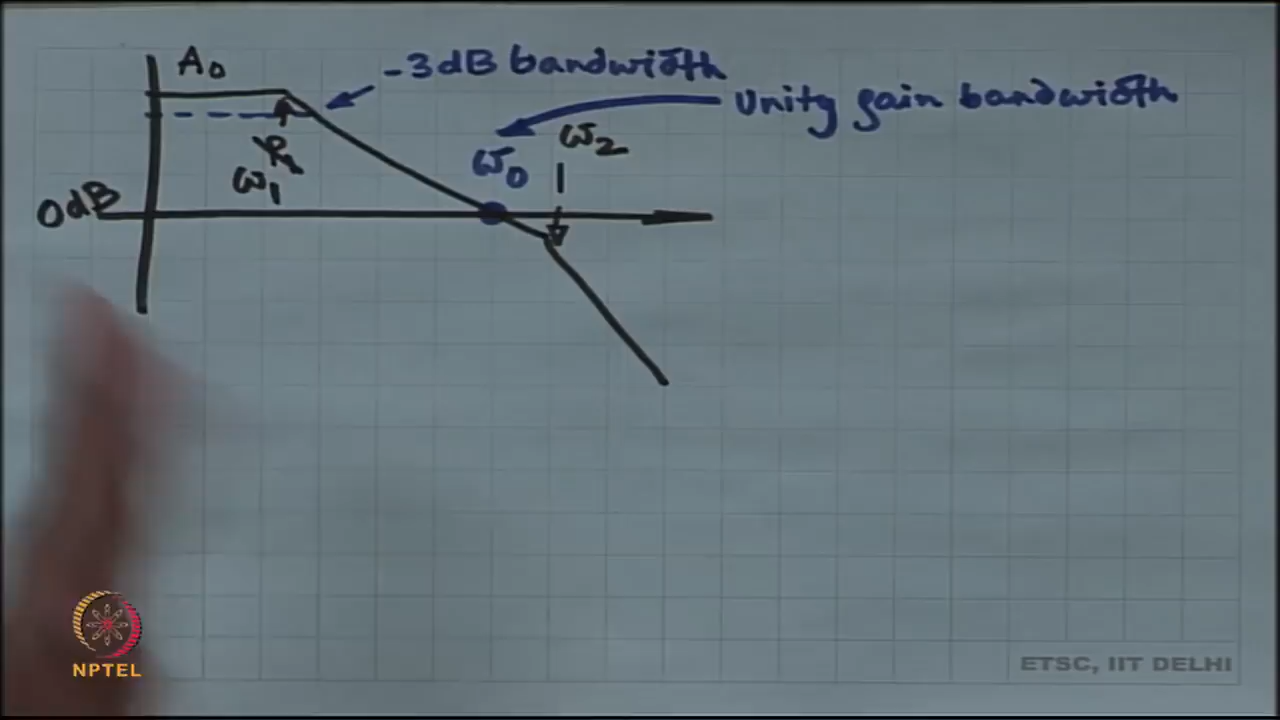 A₀
-3dB bandwidth
Unity gain bandwidth
ω₀
ω₂
ω₁
0dB
NPTEL
ETSC, IIT DELHI